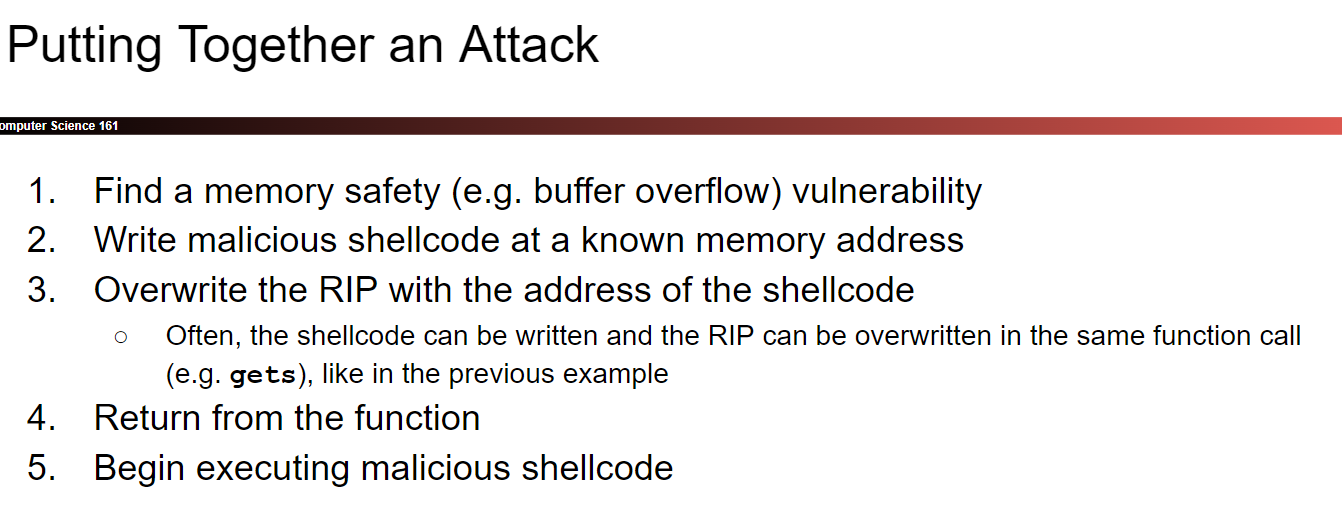 Putting Together an Attack
omputer Science 161
1. Find a memory safety (e.g. buffer overflow) vulnerability
2. Write malicious shellcode at a known memory address
3. Overwrite the RIP with the address of the shellcode
○ Often, the shellcode can be written and the RIP can be overwritten in the same function call
(e.g. gets), like in the previous example
4. Return from the function
5. Begin executing malicious shellcode